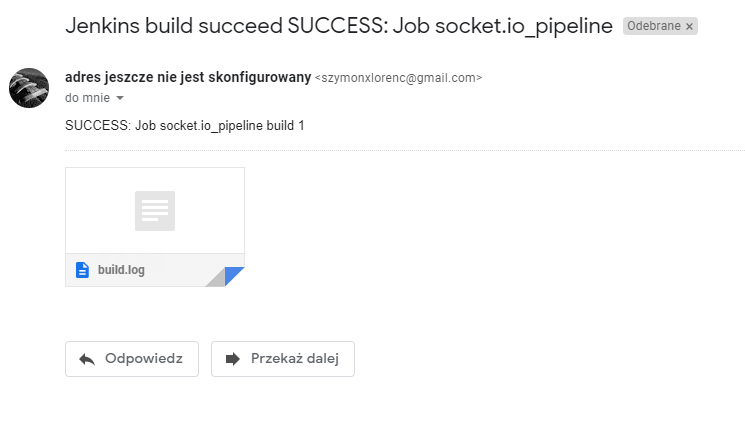 Jenkins build succeed SUCCESS: Job socket.io_pipeline Odebrane ×
adres jeszcze nie jest skonfigurowany <szymonxlorenc@gmail.com>
do mnie
SUCCESS: Job socket.io_pipeline build 1
build.log
Odpowiedz Przekaż dalej